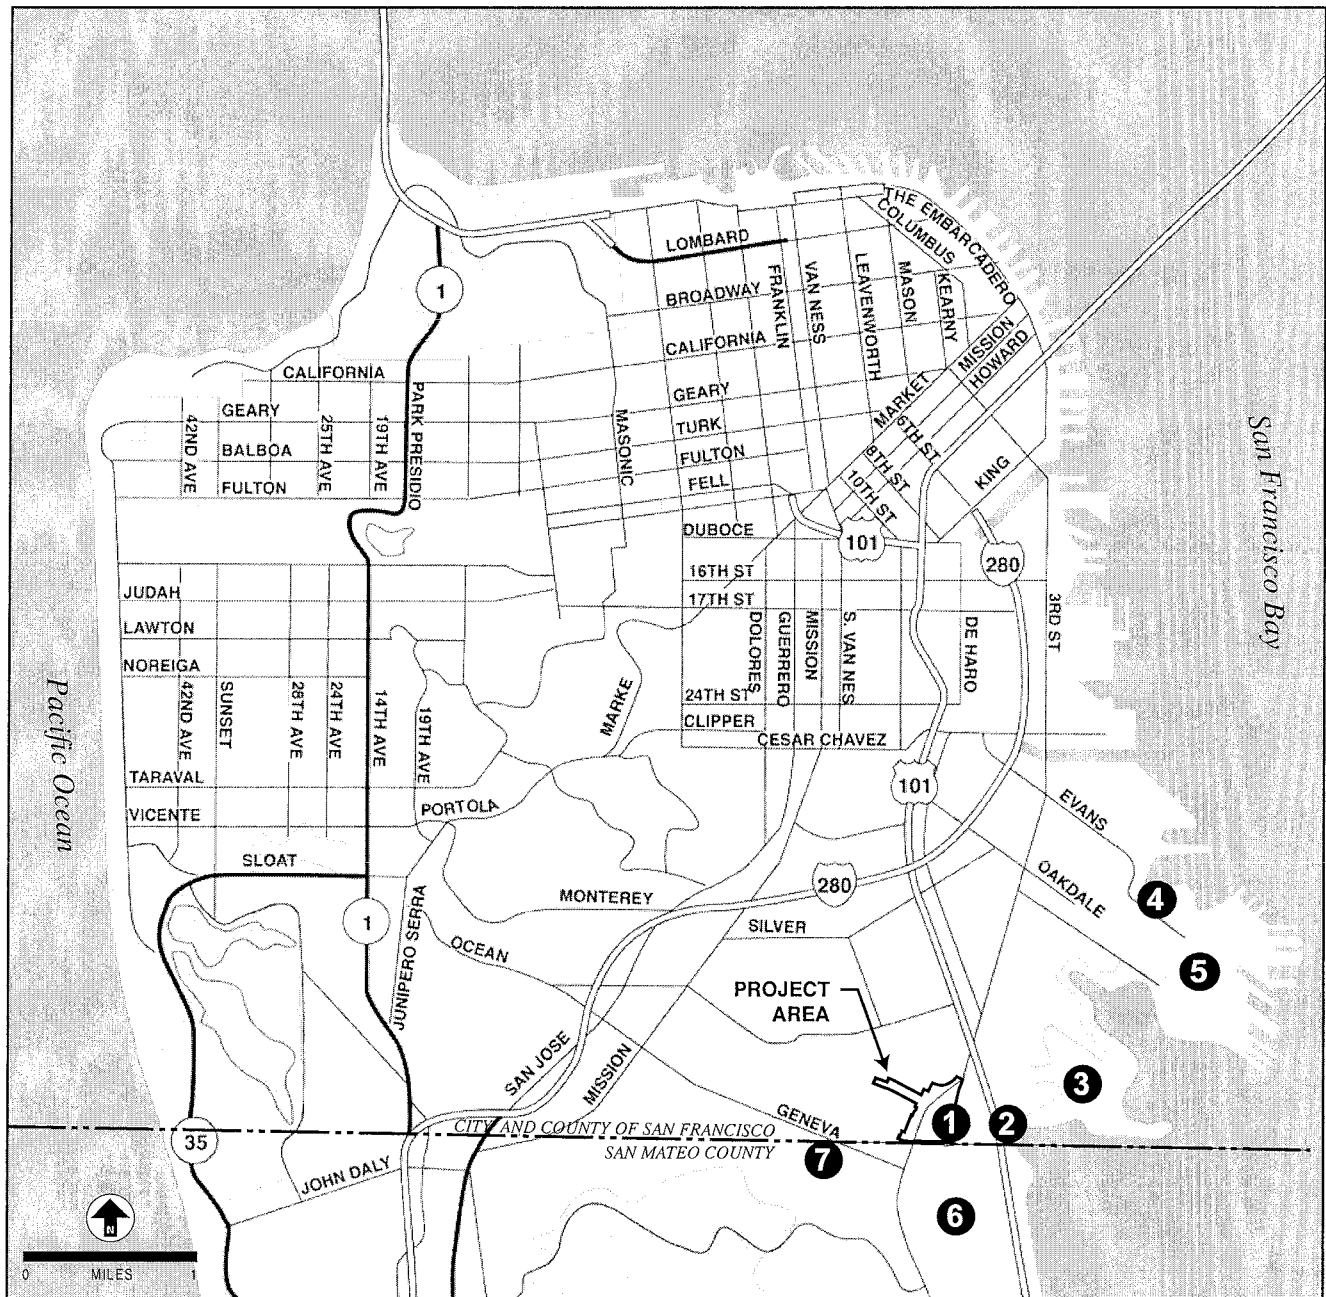 THE EMBARCADERO
COLUMBUS
LOMBARD
1
BROADWAY
FRANKLIN
VAN NESS
LEAVENWORTH
MASON
KEARNY
CALIFORNIA
MISSION
HOWARD
CALIFORNIA
GEARY
TURK
FULTON
FELL
MARKET
6TH ST
8TH ST
10TH ST
KING
GEARY
BALBOA
FULTON
42ND AVE
25TH AVE
19TH AVE
PARK PRESIDIO
MASONIC
San Francisco Bay
DUBOCE
101
280
16TH ST
17TH ST
3RD ST
JUDAH
LAWTON
NOREIGA
DOLORES
GUERRERO
MISSION
S. VAN NES
DE HARO
24TH ST
CLIPPER
CESAR CHAVEZ
MARKE
42ND AVE
SUNSET
28TH AVE
24TH AVE
14TH AVE
19TH AVE
Pacific Ocean
TARAVAL
VICENTE
PORTOLA
101
EVANS
SLOAT
280
OAKDALE
4
MONTEREY
1
JUNIPERO SERRA
OCEAN
SILVER
5
PROJECT
AREA
SAN JOSE
MISSION
3
GENEVA
1
2
CITY AND COUNTY OF SAN FRANCISCO
SAN MATEO COUNTY
35
JOHN DALY
7
6
N
0 MILES 1